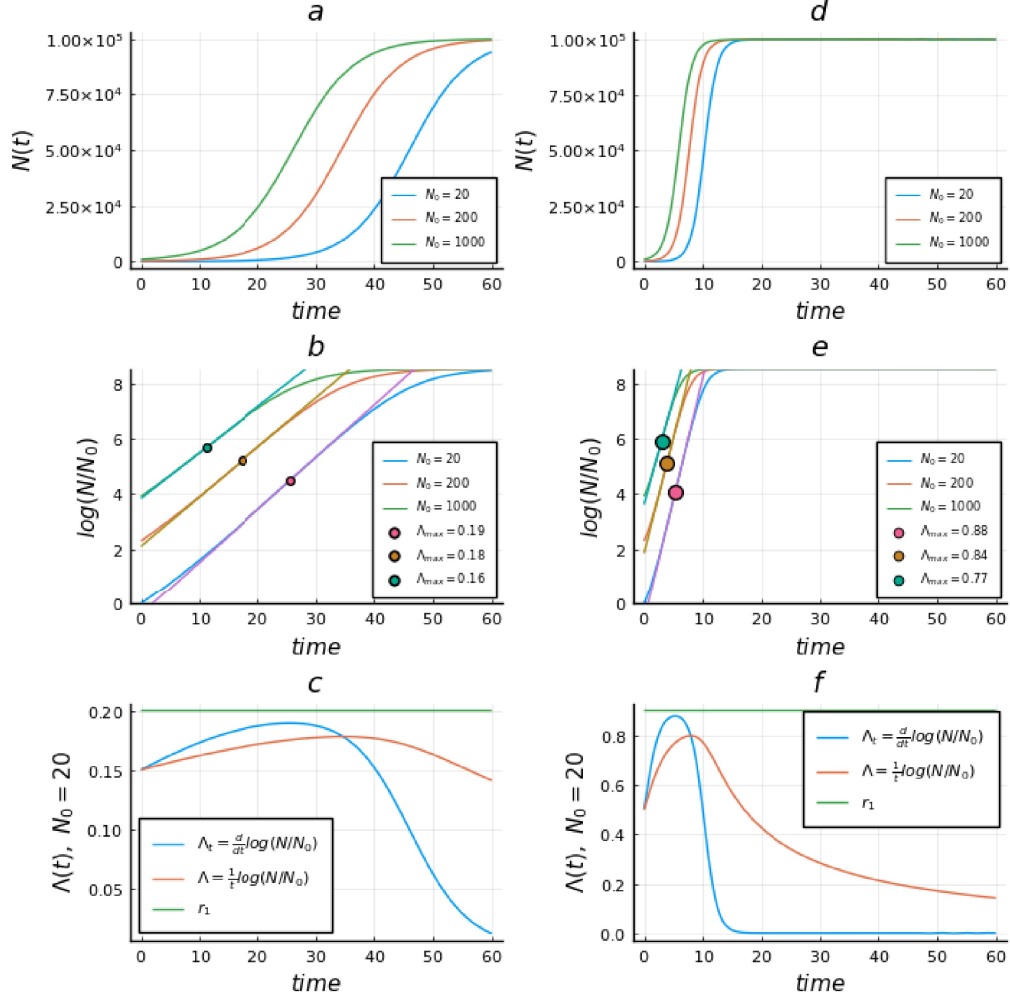 a
N(t)
1.00×10⁵
7.50×10⁴
5.00×10⁴
2.50×10⁴
0
N₀ = 20
N₀ = 200
N₀ = 1000
0 10 20 30 40 50 60
time
d
N(t)
1.00×10⁵
7.50×10⁴
5.00×10⁴
2.50×10⁴
0
N₀ = 20
N₀ = 200
N₀ = 1000
0 10 20 30 40 50 60
time
b
log(N/N₀)
8
6
4
2
0
N₀ = 20
N₀ = 200
N₀ = 1000
Λmax = 0.19
Λmax = 0.18
Λmax = 0.16
0 10 20 30 40 50 60
time
e
log(N/N₀)
8
6
4
2
0
N₀ = 20
N₀ = 200
N₀ = 1000
Λmax = 0.88
Λmax = 0.84
Λmax = 0.77
0 10 20 30 40 50 60
time
c
Λ(t), N₀ = 20
0.20
0.15
0.10
0.05
Λₜ = d/dt log(N/N₀)
Λ = 1/t log(N/N₀)
r₁
0 10 20 30 40 50 60
time
f
Λ(t), N₀ = 20
0.8
0.6
0.4
0.2
0.0
Λₜ = d/dt log(N/N₀)
Λ = 1/t log(N/N₀)
r₁
0 10 20 30 40 50 60
time